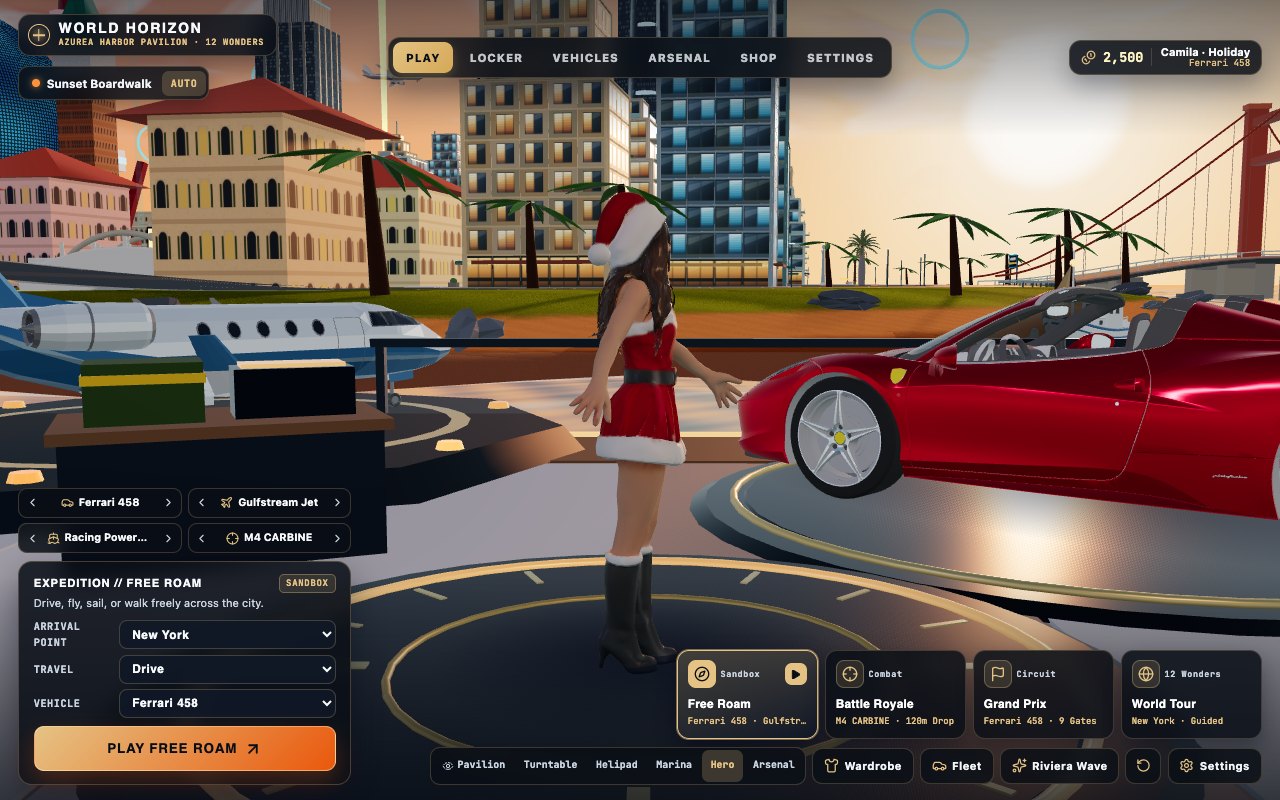 WORLD HORIZON
AZUREA HARBOR PAVILION · 12 WONDERS
Sunset Boardwalk AUTO
PLAY LOCKER VEHICLES ARSENAL SHOP SETTINGS
2,500 Camila · Holiday
Ferrari 458
Ferrari 458
Gulfstream Jet
Racing Power...
M4 CARBINE
EXPEDITION // FREE ROAM SANDBOX
Drive, fly, sail, or walk freely across the city.
ARRIVAL POINT New York
TRAVEL Drive
VEHICLE Ferrari 458
PLAY FREE ROAM
Sandbox
Free Roam
Ferrari 458 · Gulfstr…
Combat
Battle Royale
M4 CARBINE · 120m Drop
Circuit
Grand Prix
Ferrari 458 · 9 Gates
12 Wonders
World Tour
New York · Guided
Pavilion Turntable Helipad Marina Hero Arsenal
Wardrobe Fleet Riviera Wave Settings